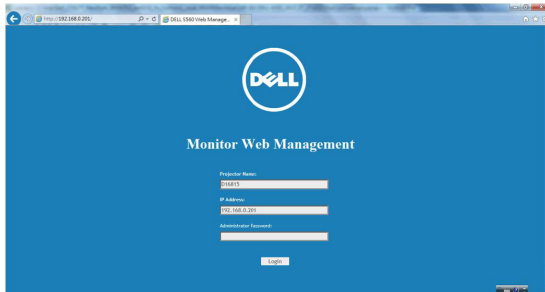 http://192.168.0.201/
DELL S560 Web Manage...
DELL
Monitor Web Management
Projector Name:
D16815
IP Address:
192.168.0.201
Administrator Password:
Login